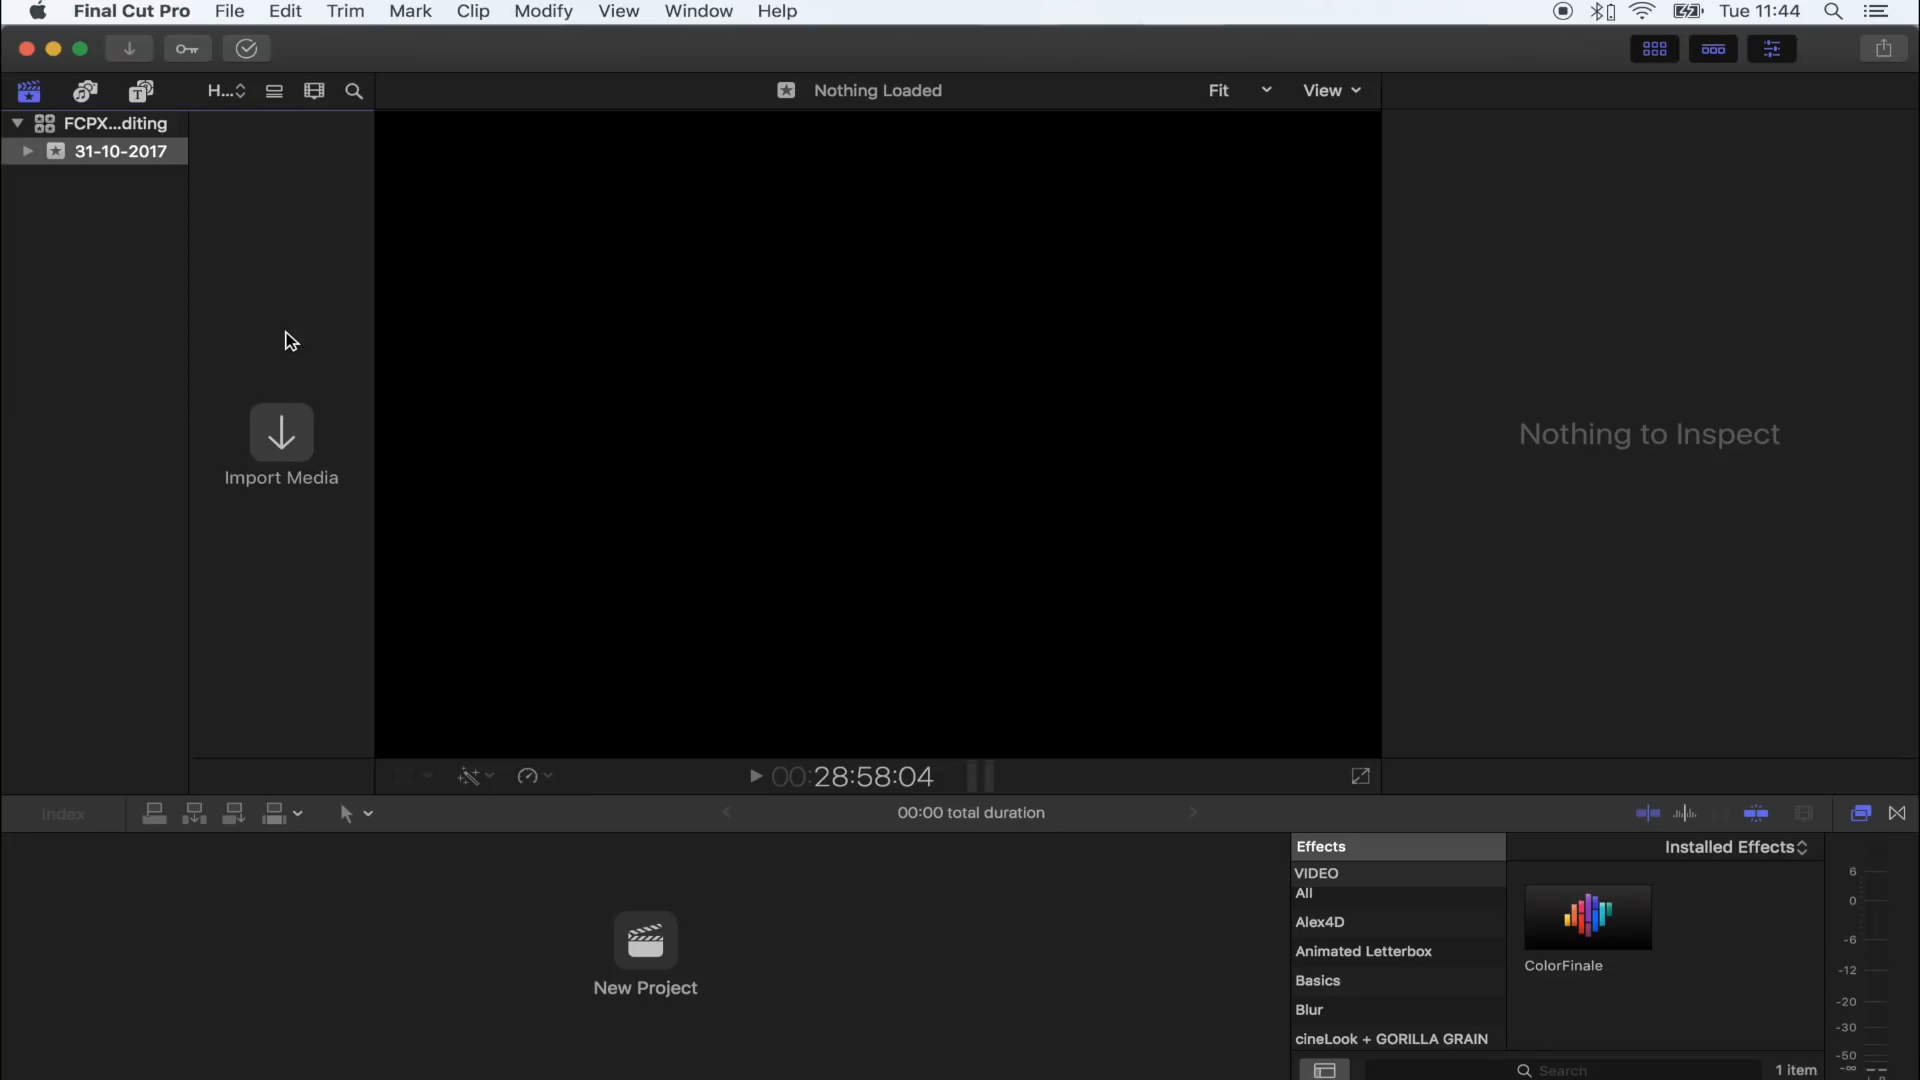 Final Cut Pro File Edit Trim Mark Clip Modify View Window Help Tue 11:44
H... Nothing Loaded Fit View
FCPX...diting
31-10-2017
Import Media
Nothing to Inspect
00:28:58:04
Index 00:00 total duration
Effects Installed Effects
VIDEO
All
Alex4D
Animated Letterbox
Basics
Blur
cineLook + GORILLA GRAIN
ColorFinale
New Project
6
0
-6
-12
-20
-30
-50
-∞
Search 1 item